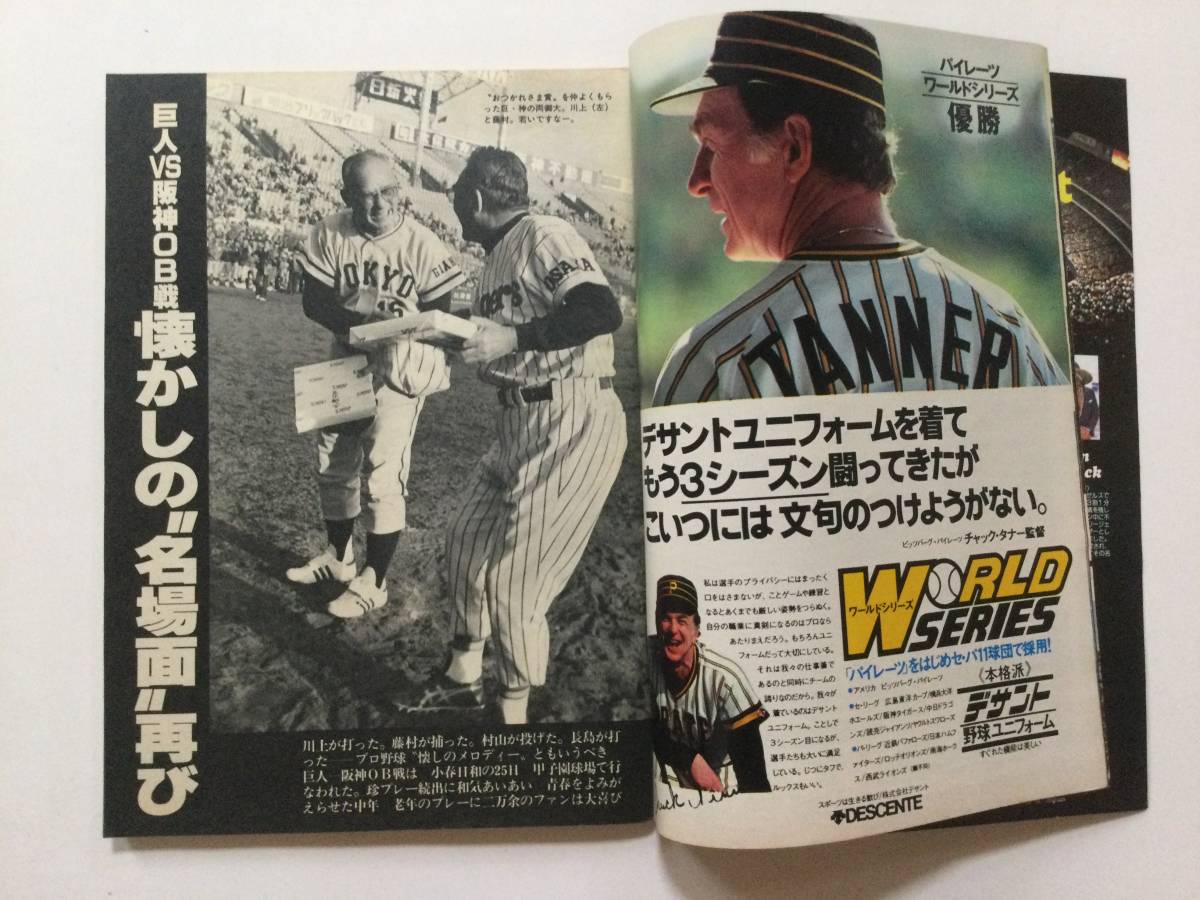 巨人VS阪神OB戦
懐かしの〝名場面〟再び
〝おつかれさま賞〟を仲よくもら
った巨・神の両御大。川上（左）
と藤村。若いですなー。
TOKYO
GIANTS
16
OSAKA
川上が打った。藤村が捕った。村山が投げた。長島が打
った――プロ野球〝懐しのメロディー〟ともいうべき
巨人―阪神OB戦は 小春日和の25日 甲子園球場で行
なわれた。珍プレー続出に和気あいあい 青春をよみが
えらせた中年 老年のプレーに二万余のファンは大喜び
パイレーツ
ワールドシリーズ
優勝
TANNER
デサントユニフォームを着て
もう3シーズン闘ってきたが
こいつには 文句のつけようがない。
ピッツバーグ・パイレーツ チャック・タナー監督
私は選手のプライバシーにはまったく
口をはさまないが、ことゲームや練習と
なるとあくまでも厳しい姿勢をつらぬく。
自分の職業に真剣になるのはプロなら
あたりまえだろう。もちろんユニ
フォームだって大切にしている。
それは我々の仕事着で
あるのと同時にチームの
誇りなのだから。我々が
着ているのはデサント
ユニフォーム。ことしで
3シーズン目になるが、
選手たちも大いに満足
している。じつにタフで、
ルックスもいい。
WORLD
ワールドシリーズ
SERIES
「パイレーツ」をはじめセ・パ11球団で採用！
●アメリカ ピッツバーグ・パイレーツ
●セ・リーグ 広島東洋カープ/横浜大洋
ホエールズ/阪神タイガース/中日ドラゴ
ンズ/読売ジャイアンツ/ヤクルトスワローズ
●パ・リーグ 近鉄バファローズ/日本ハムフ
ァイターズ/ロッテオリオンズ/南海ホーク
ス/西武ライオンズ（順不同）
《本格派》
デサント
野球ユニフォーム
すぐれた機能は美しい
スポーツは生きる歓び/株式会社デサント
DESCENTE